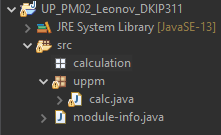 UP_PM02_Leonov_DKIP311
JRE System Library [JavaSE-13]
src
calculation
uppm
calc.java
module-info.java